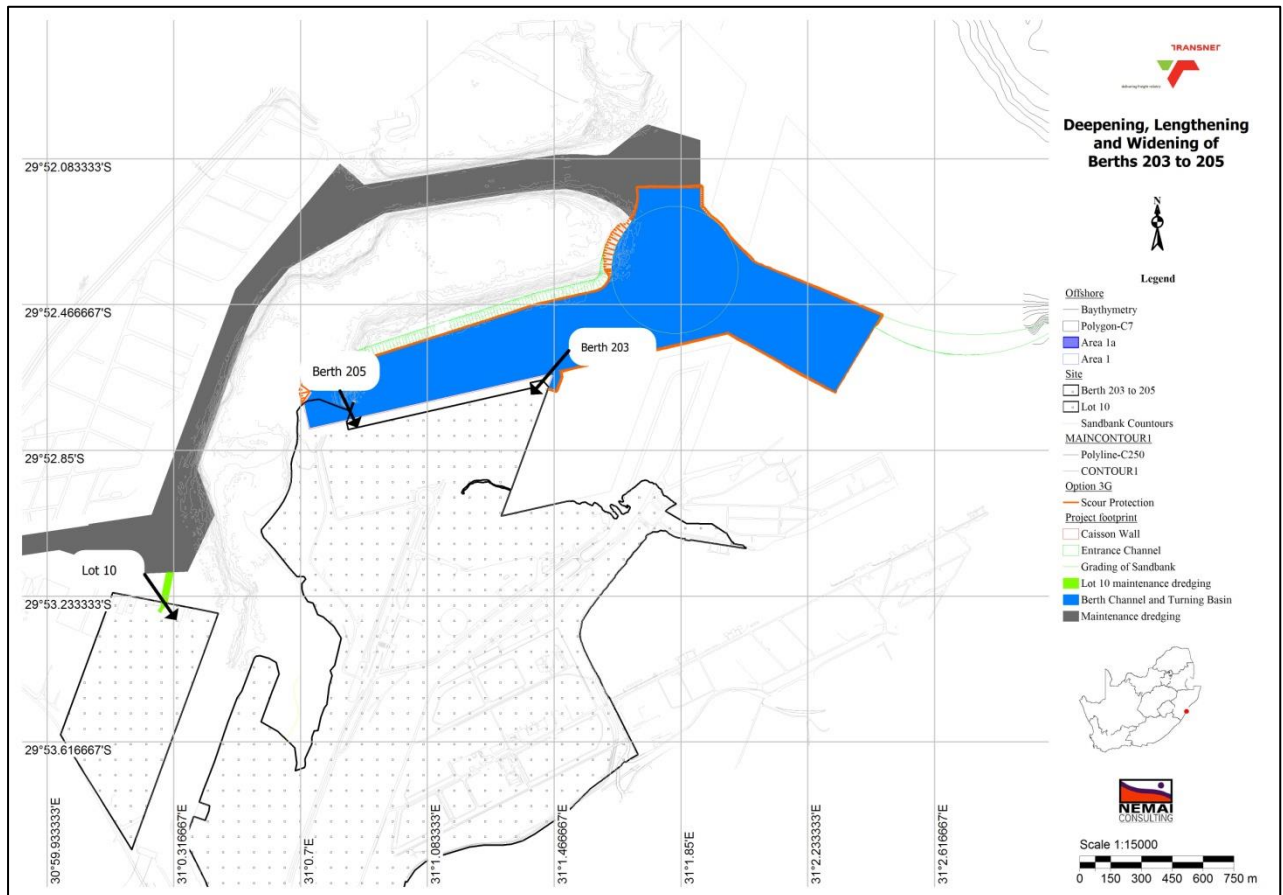 TRANSNET
delivering freight reliably
Deepening, Lengthening
and Widening of
Berths 203 to 205
N
Legend
Offshore
Baythymetry
Polygon-C7
Area 1a
Area 1
Site
Berth 203 to 205
Lot 10
Sandbank Countours
MAINCONTOUR1
Polyline-C250
CONTOUR1
Option 3G
Scour Protection
Project footprint
Caisson Wall
Entrance Channel
Grading of Sandbank
Lot 10 maintenance dredging
Berth Channel and Turning Basin
Maintenance dredging
NEMAI
CONSULTING
Scale 1:15000
0 150 300 450 600 750 m
29°52.083333'S
29°52.466667'S
29°52.85'S
29°53.233333'S
29°53.616667'S
Berth 203
Berth 205
Lot 10
30°59.933333'E
31°0.316667'E
31°0.7'E
31°1.083333'E
31°1.466667'E
31°1.85'E
31°2.233333'E
31°2.616667'E